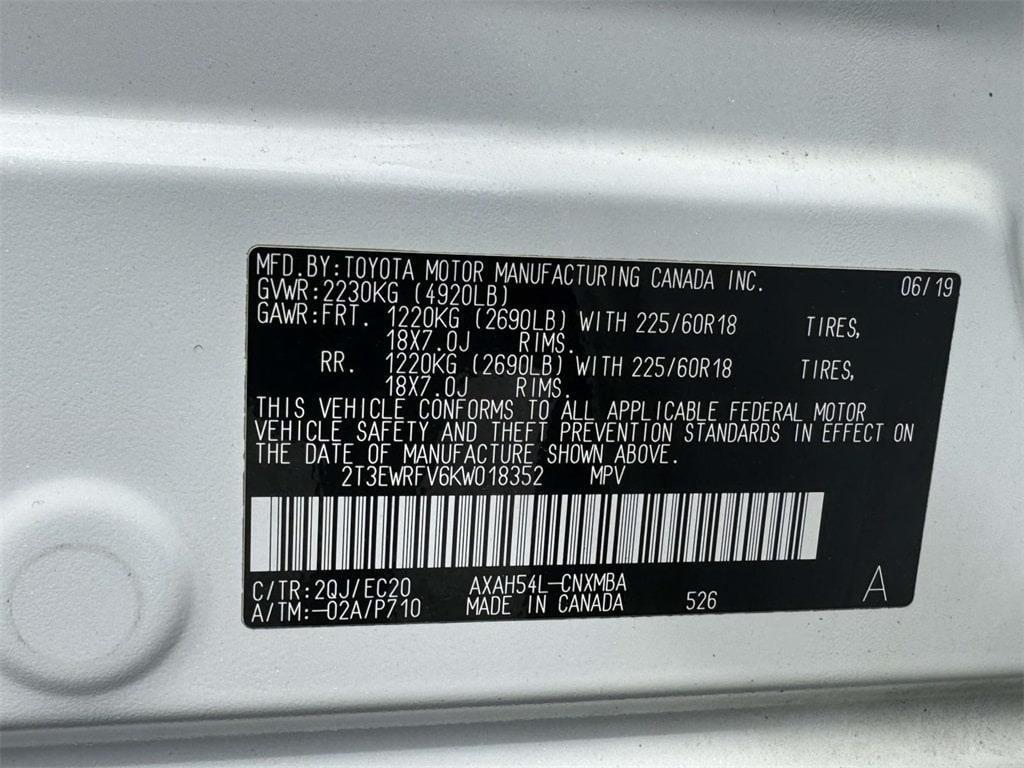 MFD.BY:TOYOTA MOTOR MANUFACTURING CANADA INC. 06/19
GVWR:2230KG (4920LB)
GAWR:FRT. 1220KG (2690LB) WITH 225/60R18 TIRES,
18X7.0J RIMS.
RR. 1220KG (2690LB) WITH 225/60R18 TIRES,
18X7.0J RIMS.
THIS VEHICLE CONFORMS TO ALL APPLICABLE FEDERAL MOTOR
VEHICLE SAFETY AND THEFT PREVENTION STANDARDS IN EFFECT ON
THE DATE OF MANUFACTURE SHOWN ABOVE.
2T3EWRFV6KW018352 MPV
C/TR:2QJ/EC20 AXAH54L-CNXMBA
A/TM:-02A/P710 MADE IN CANADA 526 A